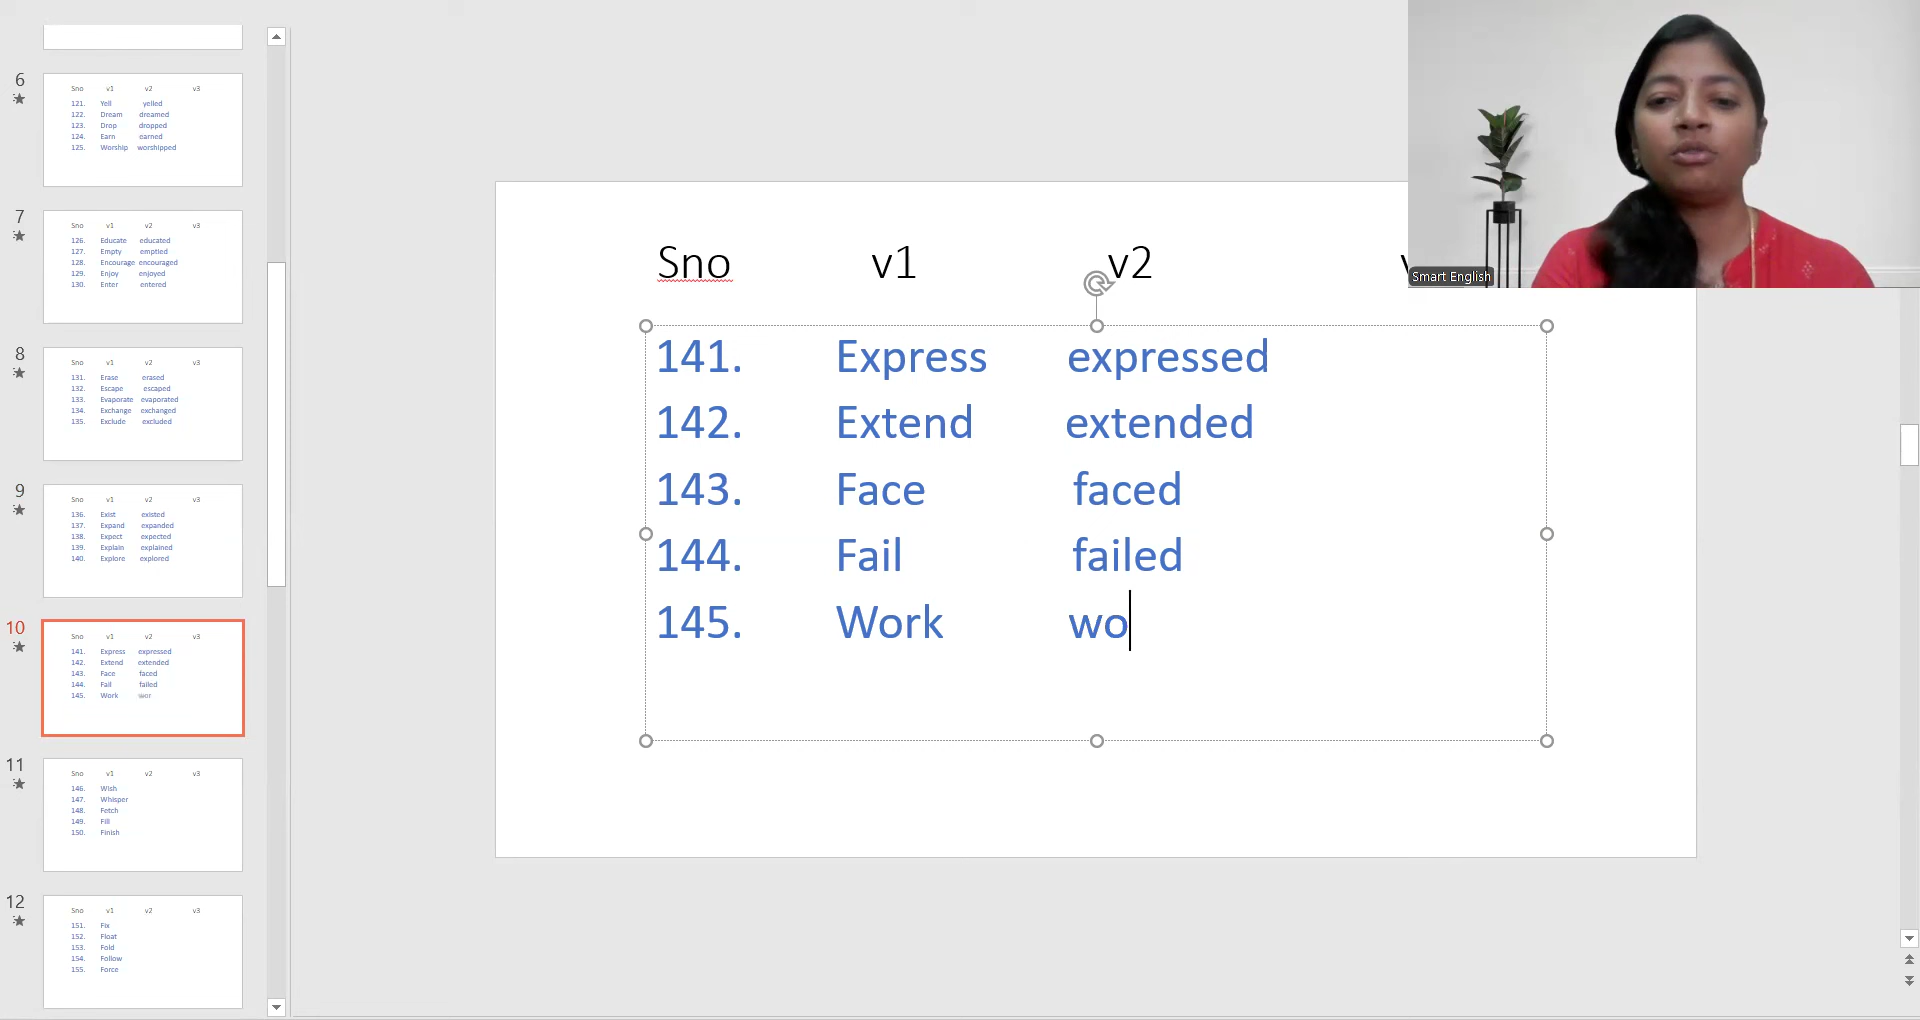 6
Sno v1 v2 v3
121. Yell yelled
122. Dream dreamed
123. Drop dropped
124. Earn earned
125. Worship worshipped
7
Sno v1 v2 v3
126. Educate educated
127. Empty emptied
128. Encourage encouraged
129. Enjoy enjoyed
130. Enter entered
8
Sno v1 v2 v3
131. Erase erased
132. Escape escaped
133. Evaporate evaporated
134. Exchange exchanged
135. Exclude excluded
9
Sno v1 v2 v3
136. Exist existed
137. Expand expanded
138. Expect expected
139. Explain explained
140. Explore explored
10
Sno v1 v2 v3
141. Express expressed
142. Extend extended
143. Face faced
144. Fail failed
145. Work wor
11
Sno v1 v2 v3
146. Wish
147. Whisper
148. Fetch
149. Fill
150. Finish
12
Sno v1 v2 v3
151. Fix
152. Float
153. Fold
154. Follow
155. Force
Sno v1 v2
141. Express expressed
142. Extend extended
143. Face faced
144. Fail failed
145. Work wo
Smart English